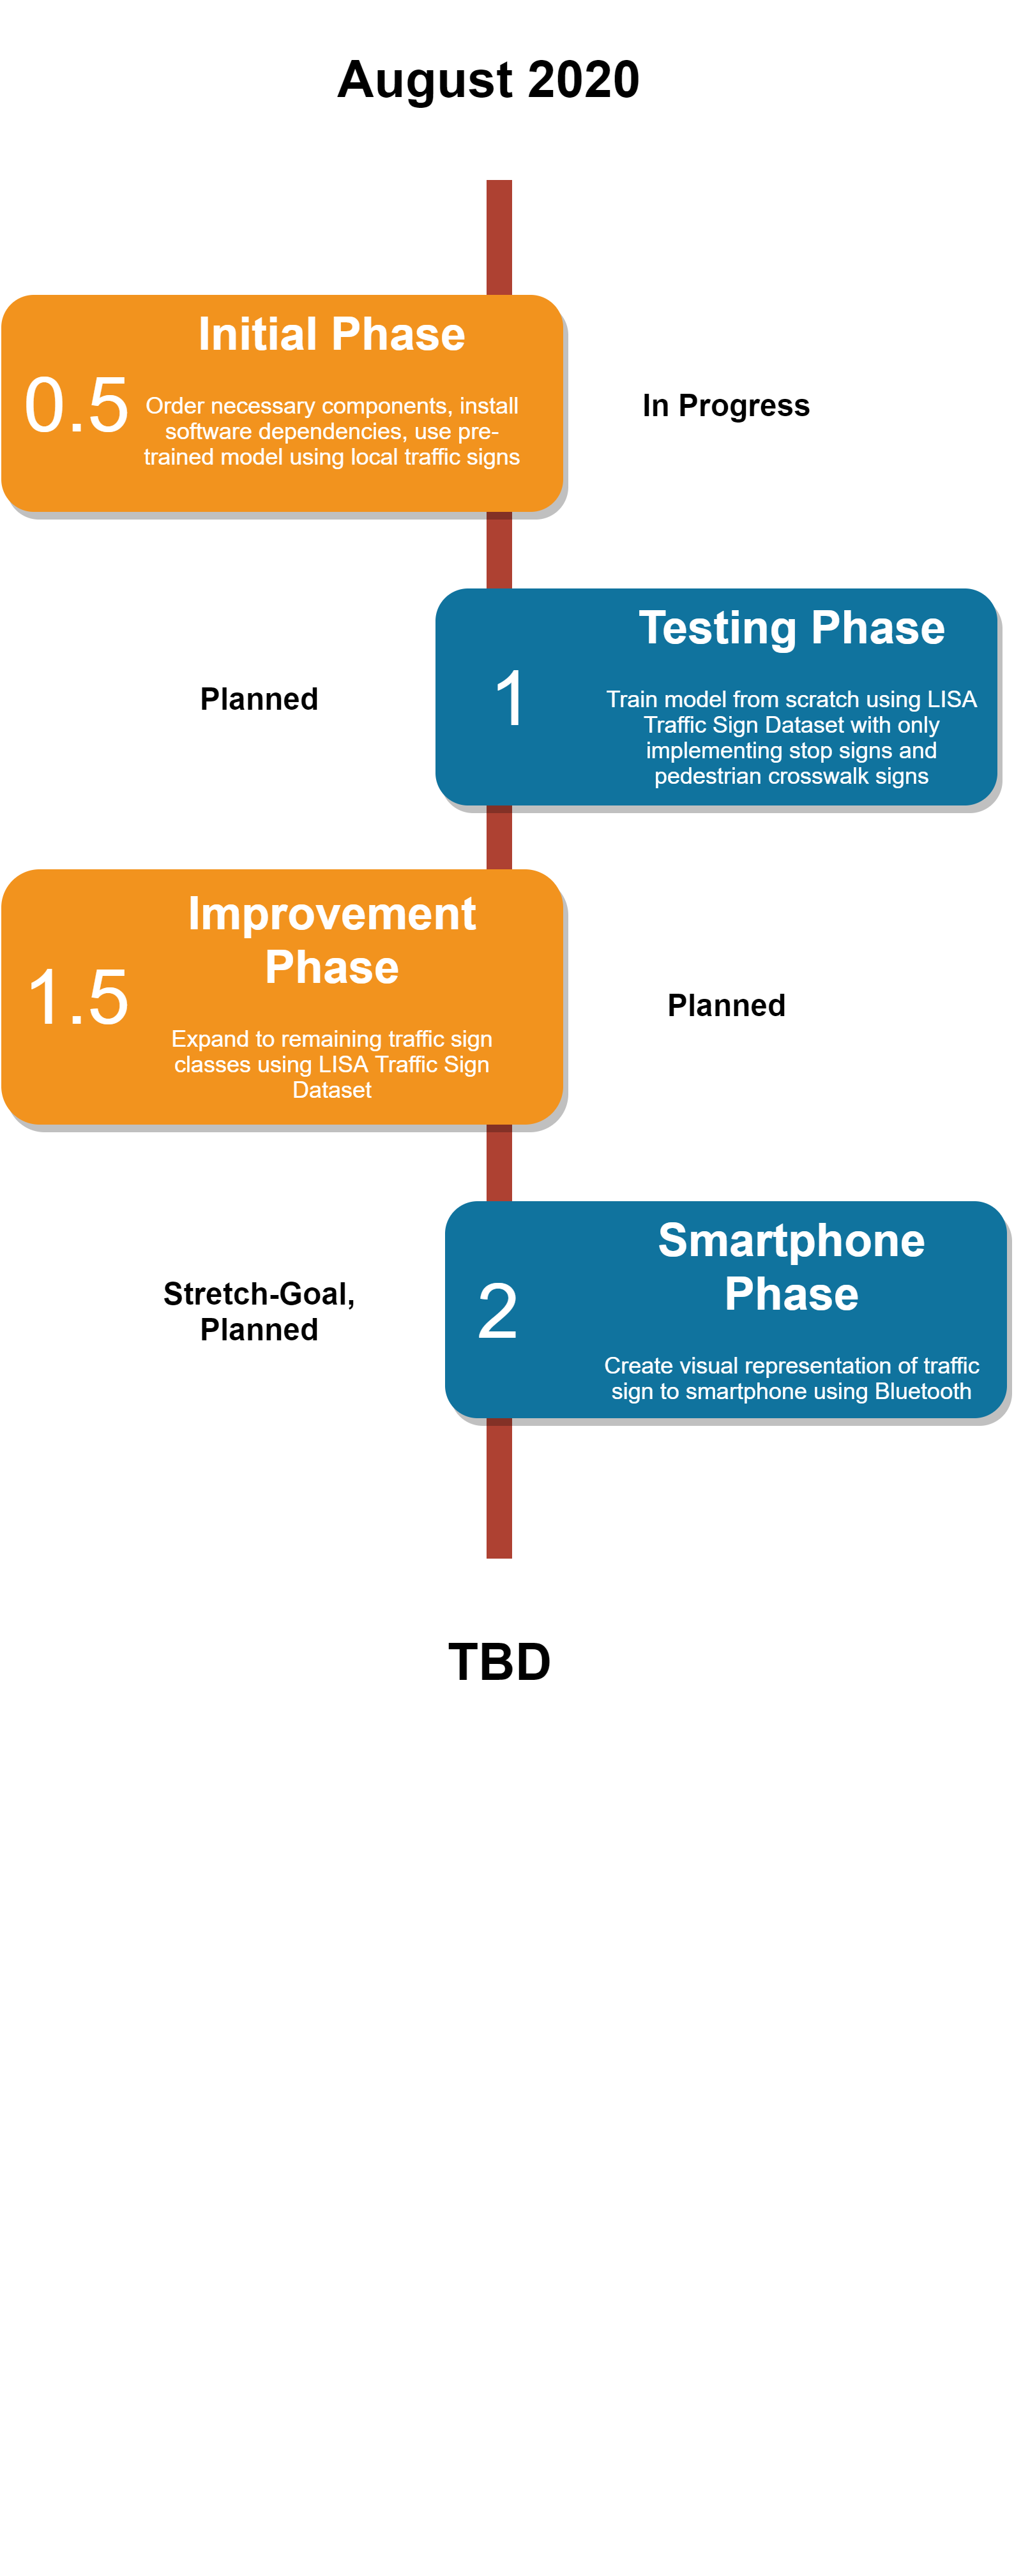 August 2020
Initial Phase
0.5
Order necessary components, install
software dependencies, use pre-
trained model using local traffic signs
In Progress
Testing Phase
1
Train model from scratch using LISA
Traffic Sign Dataset with only
implementing stop signs and
pedestrian crosswalk signs
Planned
Improvement
Phase
1.5
Expand to remaining traffic sign
classes using LISA Traffic Sign
Dataset
Planned
Smartphone
Phase
2
Create visual representation of traffic
sign to smartphone using Bluetooth
Stretch-Goal,
Planned
TBD